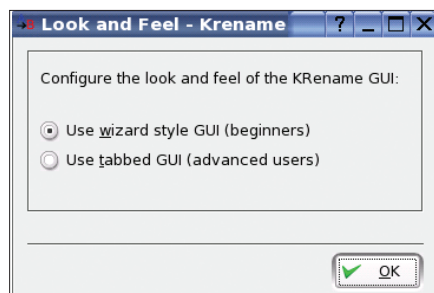 Look and Feel - Krename
Configure the look and feel of the KRename GUI:
Use wizard style GUI (beginners)
Use tabbed GUI (advanced users)
OK